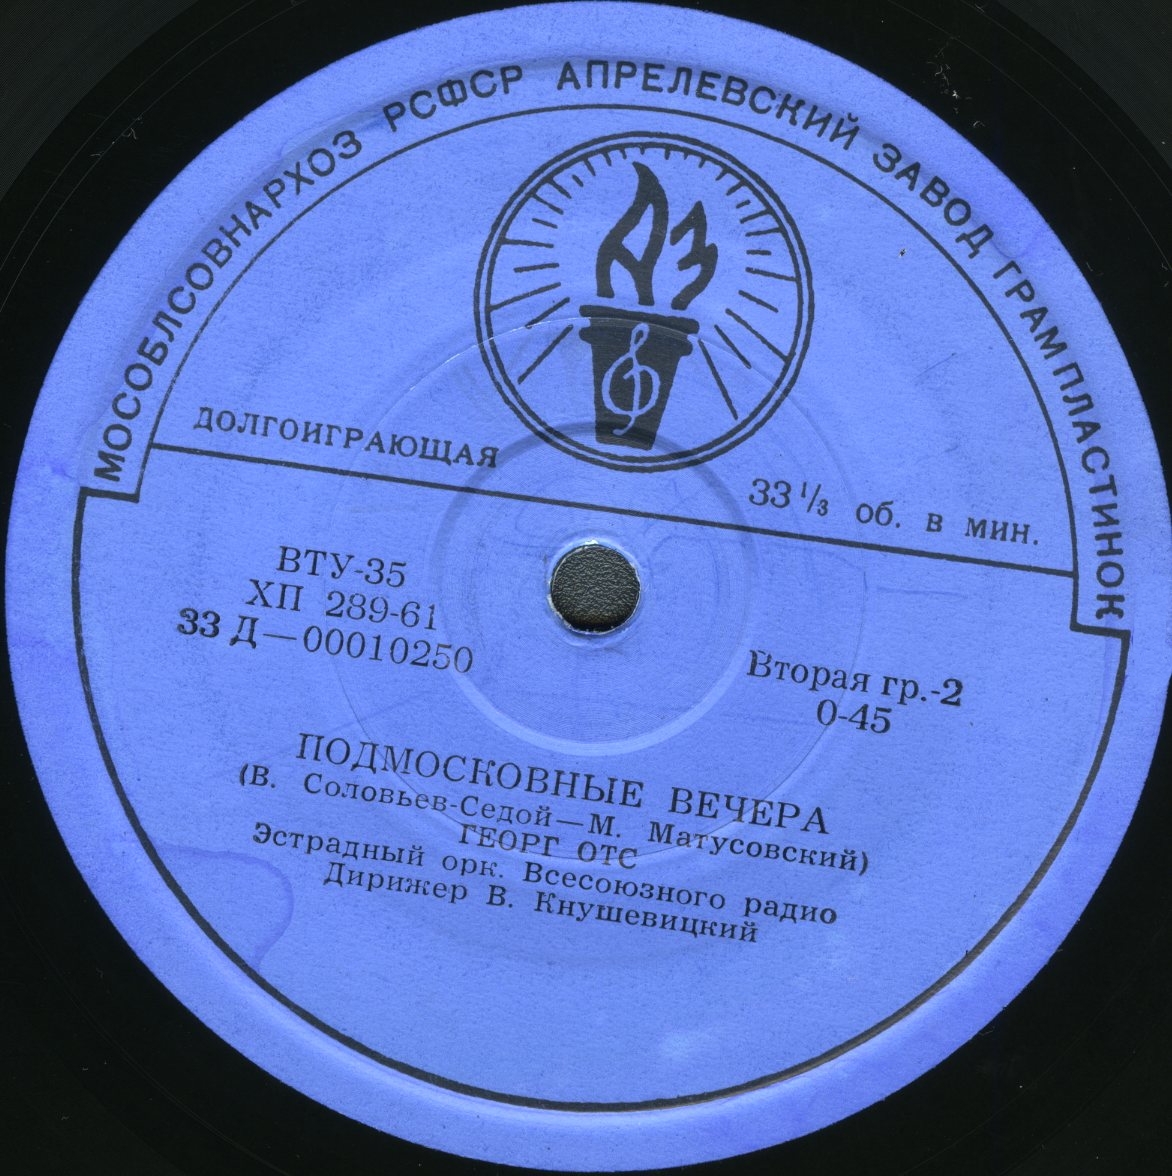 МОСОБЛСОВНАРХОЗ РСФСР АПРЕЛЕВСКИЙ ЗАВОД ГРАМПЛАСТИНОК
АЗ
ДОЛГОИГРАЮЩАЯ
33 1/3 об. в мин.
ВТУ-35
ХП 289-61
33 Д—00010250
Вторая гр.-2
0-45
ПОДМОСКОВНЫЕ ВЕЧЕРА
(В. Соловьев-Седой—М. Матусовский)
ГЕОРГ ОТС
Эстрадный орк. Всесоюзного радио
Дирижер В. Кнушевицкий